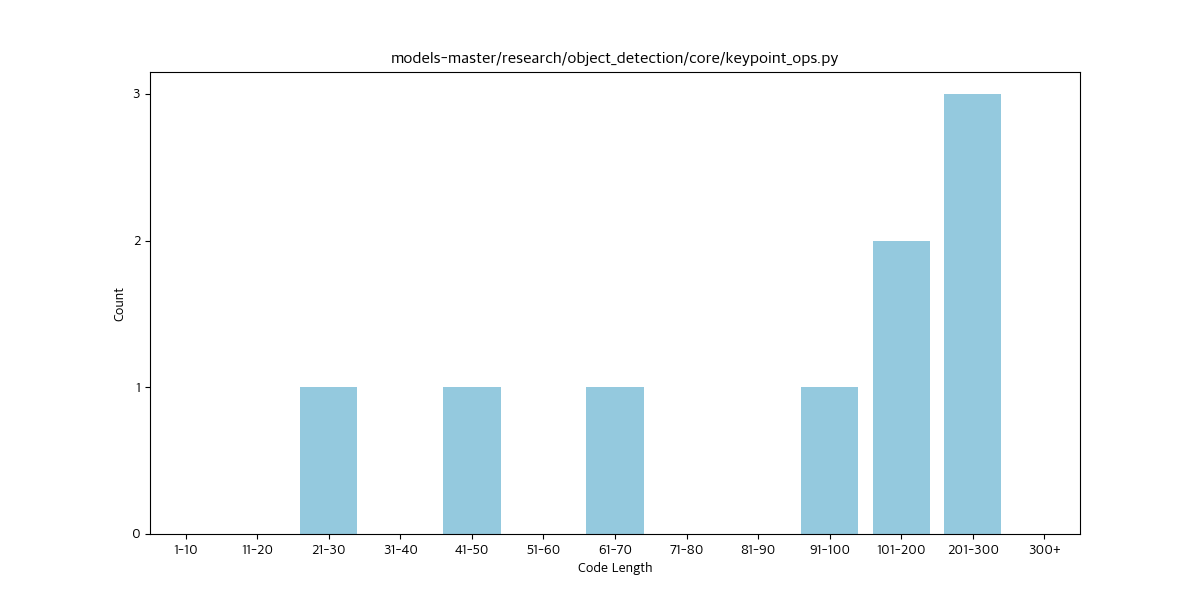 models-master/research/object_detection/core/keypoint_ops.py
3
2
1
0
Count
1-10 11-20 21-30 31-40 41-50 51-60 61-70 71-80 81-90 91-100 101-200 201-300 300+
Code Length